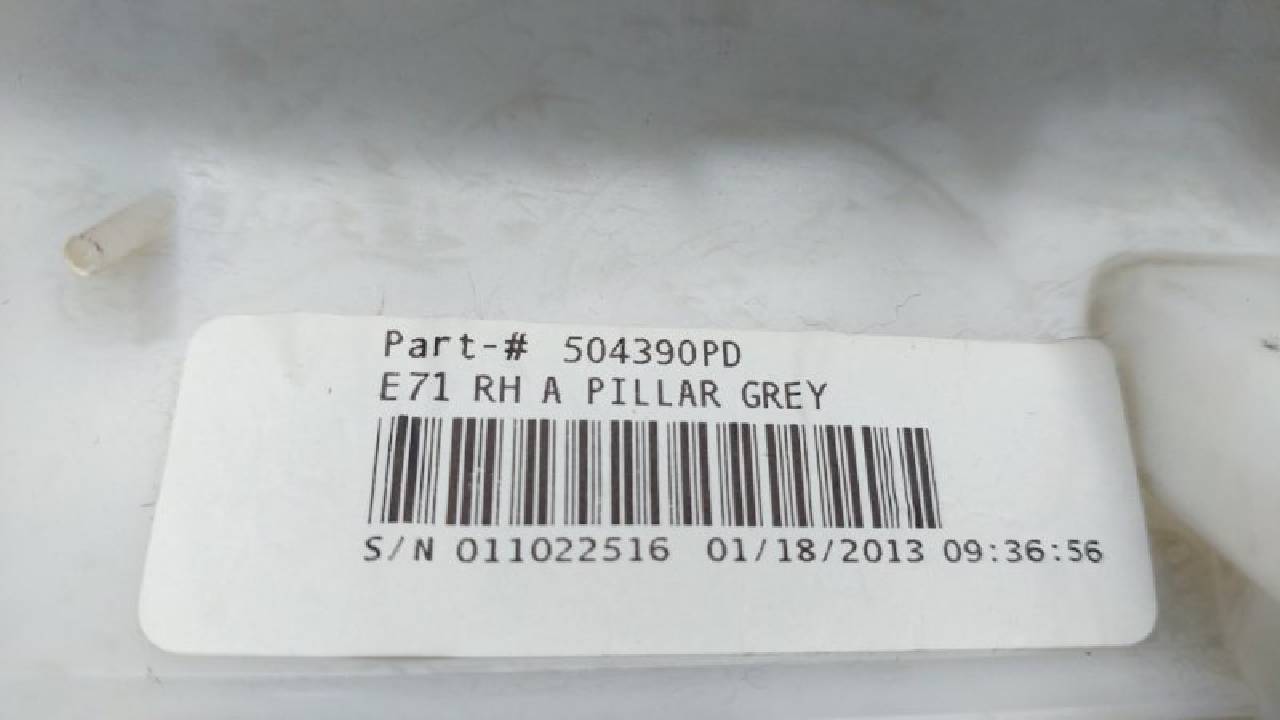 Part-# 504390PD
E71 RH A PILLAR GREY
S/N 011022516 01/18/2013 09:36:56